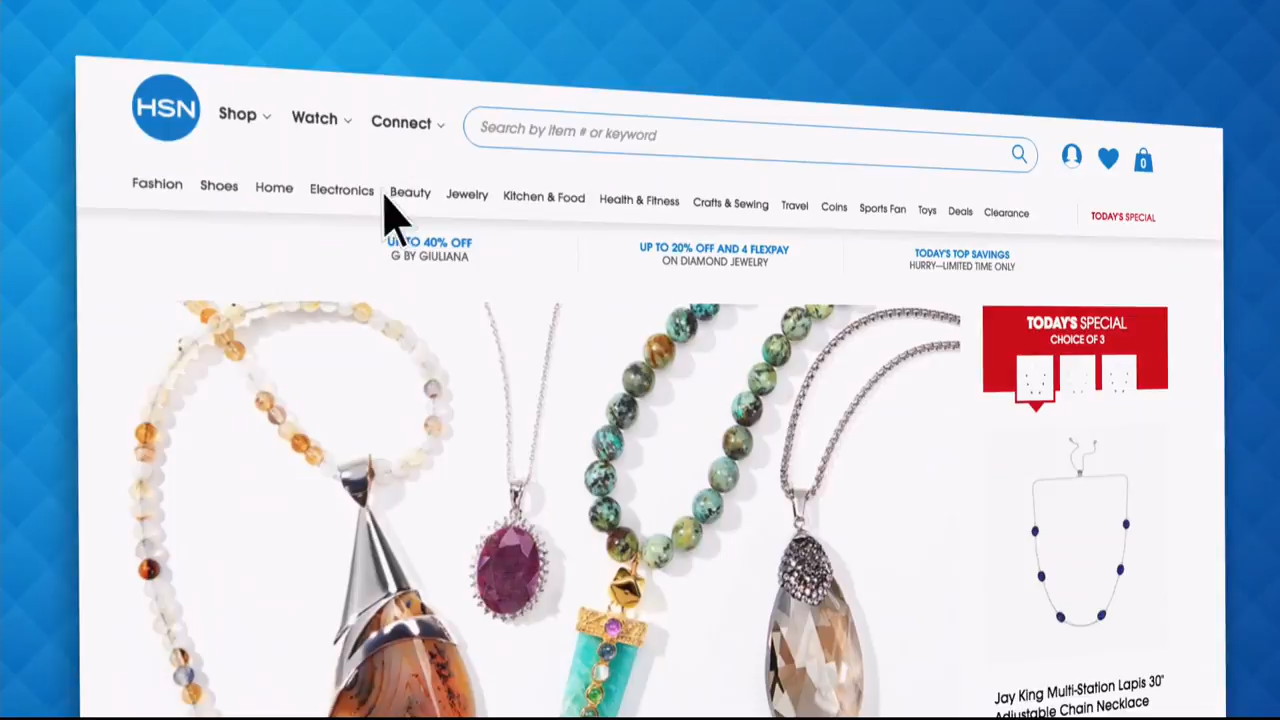 HSN
Shop Watch Connect
Search by item # or keyword
0
Fashion Shoes Home Electronics Beauty Jewelry Kitchen & Food Health & Fitness Crafts & Sewing Travel Coins Sports Fan Toys Deals Clearance TODAY'S SPECIAL
UP TO 40% OFF
G BY GIULIANA
UP TO 20% OFF AND 4 FLEXPAY
ON DIAMOND JEWELRY
TODAY'S TOP SAVINGS
HURRY—LIMITED TIME ONLY
TODAY'S SPECIAL
CHOICE OF 3
Jay King Multi-Station Lapis 30"
Adjustable Chain Necklace